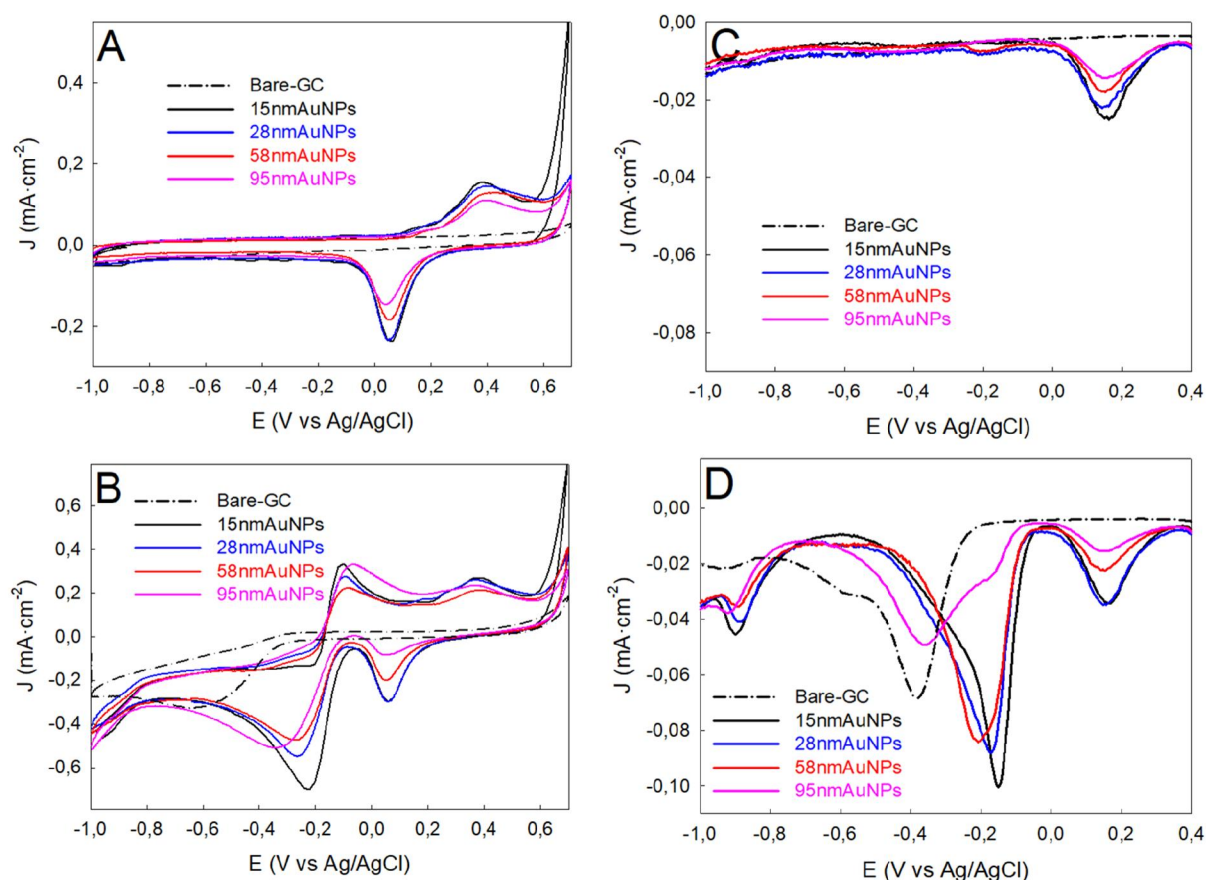 A
Bare-GC
15nmAuNPs
28nmAuNPs
58nmAuNPs
95nmAuNPs
J (mA·cm-2)
0,4
0,2
0,0
-0,2
-1,0 -0,8 -0,6 -0,4 -0,2 0,0 0,2 0,4 0,6
E (V vs Ag/AgCl)
C
0,00
-0,02
-0,04
-0,06
-0,08
J (mA·cm-2)
Bare-GC
15nmAuNPs
28nmAuNPs
58nmAuNPs
95nmAuNPs
-1,0 -0,8 -0,6 -0,4 -0,2 0,0 0,2 0,4
E (V vs Ag/AgCl)
B
Bare-GC
15nmAuNPs
28nmAuNPs
58nmAuNPs
95nmAuNPs
J (mA·cm-2)
0,6
0,4
0,2
0,0
-0,2
-0,4
-0,6
-1,0 -0,8 -0,6 -0,4 -0,2 0,0 0,2 0,4 0,6
E (V vs Ag/AgCl)
D
0,00
-0,02
-0,04
-0,06
-0,08
-0,10
J (mA·cm-2)
Bare-GC
15nmAuNPs
28nmAuNPs
58nmAuNPs
95nmAuNPs
-1,0 -0,8 -0,6 -0,4 -0,2 0,0 0,2 0,4
E (V vs Ag/AgCl)